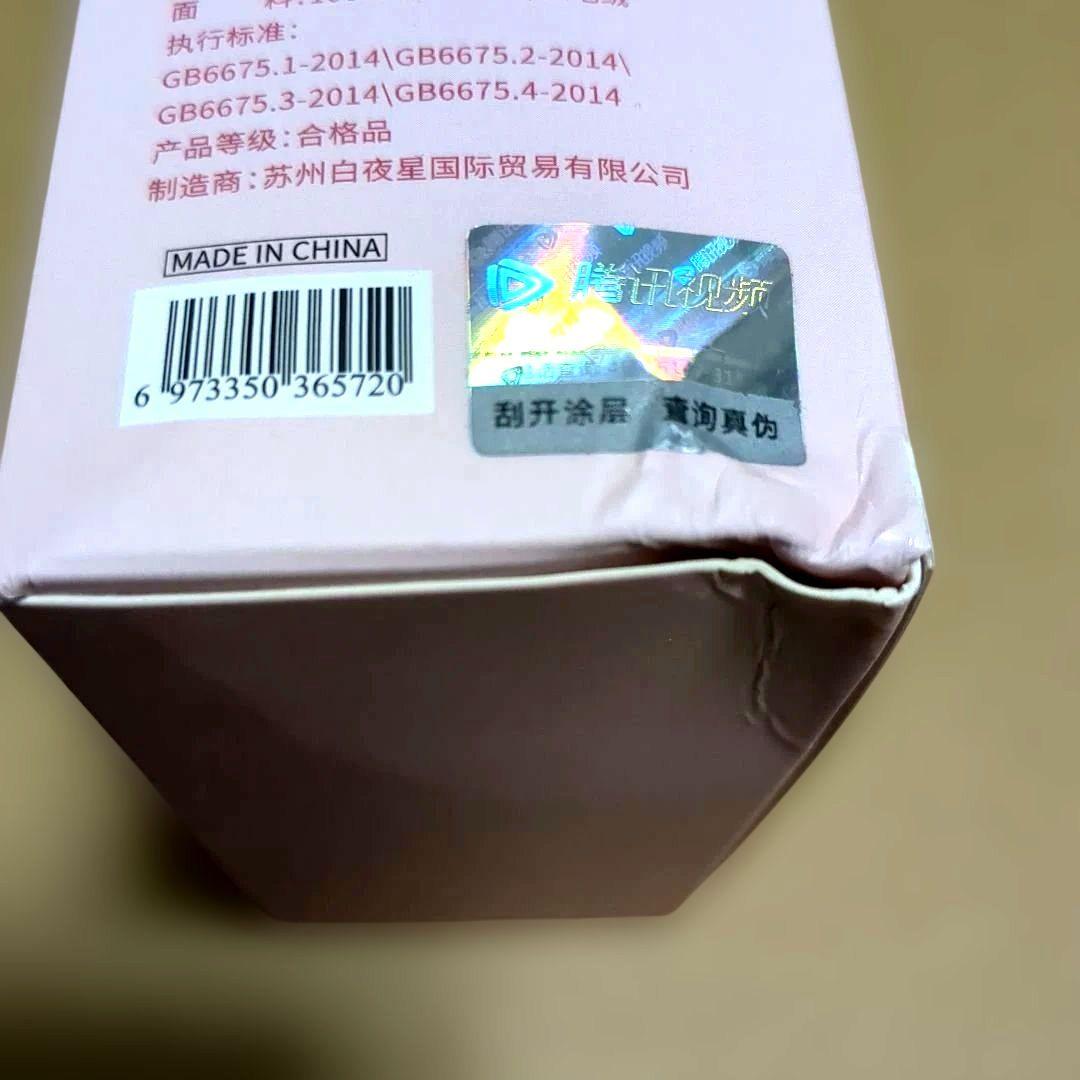 面 料:
执行标准:
GB6675.1-2014\GB6675.2-2014\
GB6675.3-2014\GB6675.4-2014
产品等级:合格品
制造商:苏州白夜星国际贸易有限公司
MADE IN CHINA
6 973350 365720
腾讯视频
刮开涂层 查询真伪